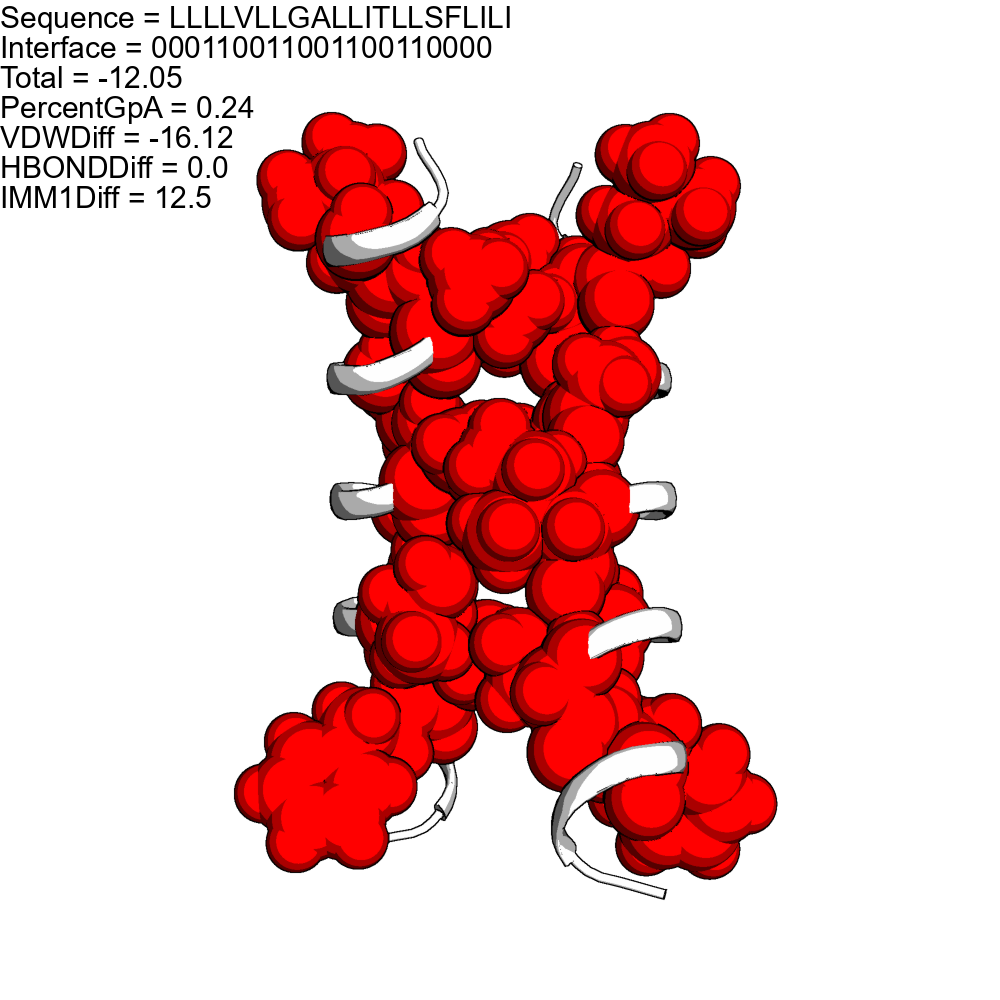 Sequence = LLLLVLLGALLITLLSFLILI
Interface = 000110011001100110000
Total = -12.05
PercentGpA = 0.24
VDWDiff = -16.12
HBONDDiff = 0.0
IMM1Diff = 12.5